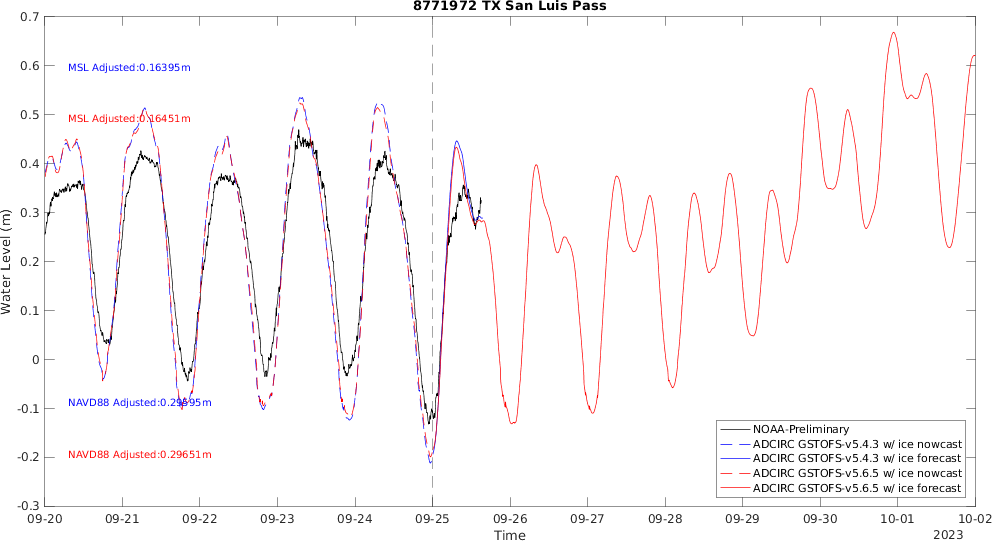 8771972 TX San Luis Pass
0.7
0.6
0.5
0.4
0.3
0.2
0.1
0
-0.1
-0.2
-0.3
Water Level (m)
MSL Adjusted:0.16395m
MSL Adjusted:0.16451m
NAVD88 Adjusted:0.29595m
NAVD88 Adjusted:0.29651m
NOAA-Preliminary
ADCIRC GSTOFS-v5.4.3 w/ ice nowcast
ADCIRC GSTOFS-v5.4.3 w/ ice forecast
ADCIRC GSTOFS-v5.6.5 w/ ice nowcast
ADCIRC GSTOFS-v5.6.5 w/ ice forecast
09-20 09-21 09-22 09-23 09-24 09-25 09-26 09-27 09-28 09-29 09-30 10-01 10-02
Time
2023